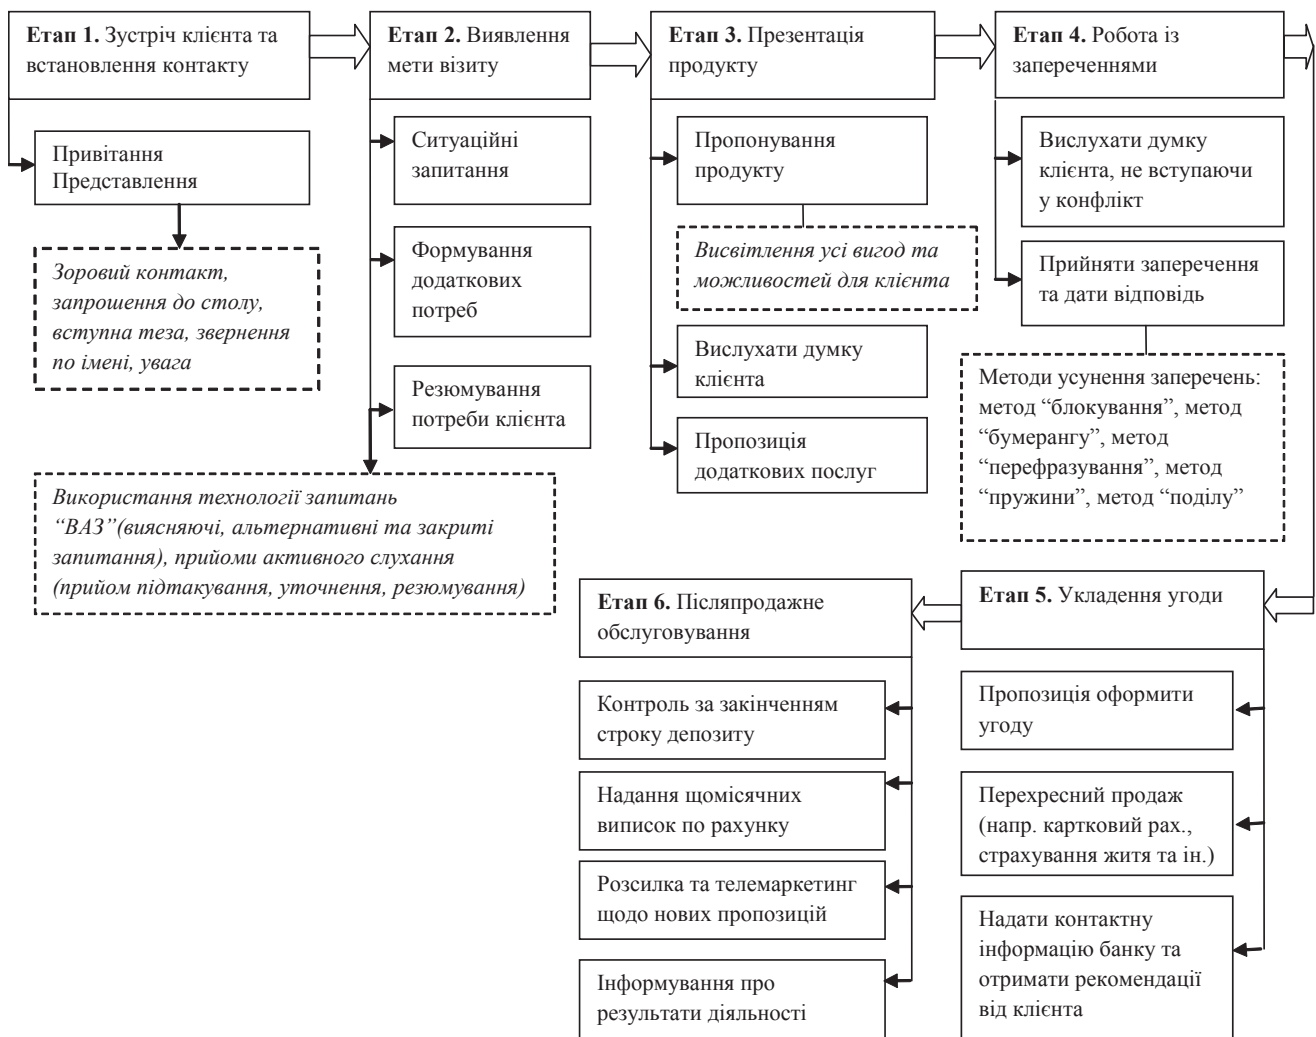 Етап 1. Зустріч клієнта та
встановлення контакту
Привітання
Представлення
Зоровий контакт,
запрошення до столу,
вступна теза, звернення
по імені, увага
Етап 2. Виявлення
мети візиту
Ситуаційні
запитання
Формування
додаткових
потреб
Резюмування
потреби клієнта
Використання технології запитань
“ВАЗ”(виясняючі, альтернативні та закриті
запитання), прийоми активного слухання
(прийом підтакування, уточнення, резюмування)
Етап 3. Презентація
продукту
Пропонування
продукту
Висвітлення усі вигод та
можливостей для клієнта
Вислухати думку
клієнта
Пропозиція
додаткових послуг
Етап 4. Робота із
запереченнями
Вислухати думку
клієнта, не вступаючи
у конфлікт
Прийняти заперечення
та дати відповідь
Методи усунення заперечень:
метод “блокування”, метод
“бумерангу”, метод
“перефразування”, метод
“пружини”, метод “поділу”
Етап 5. Укладення угоди
Пропозиція оформити
угоду
Перехресний продаж
(напр. картковий рах.,
страхування житя та ін.)
Надати контактну
інформацію банку та
отримати рекомендації
від клієнта
Етап 6. Післяпродажне
обслуговування
Контроль за закінченням
строку депозиту
Надання щомісячних
виписок по рахунку
Розсилка та телемаркетинг
щодо нових пропозицій
Інформування про
результати діяльності